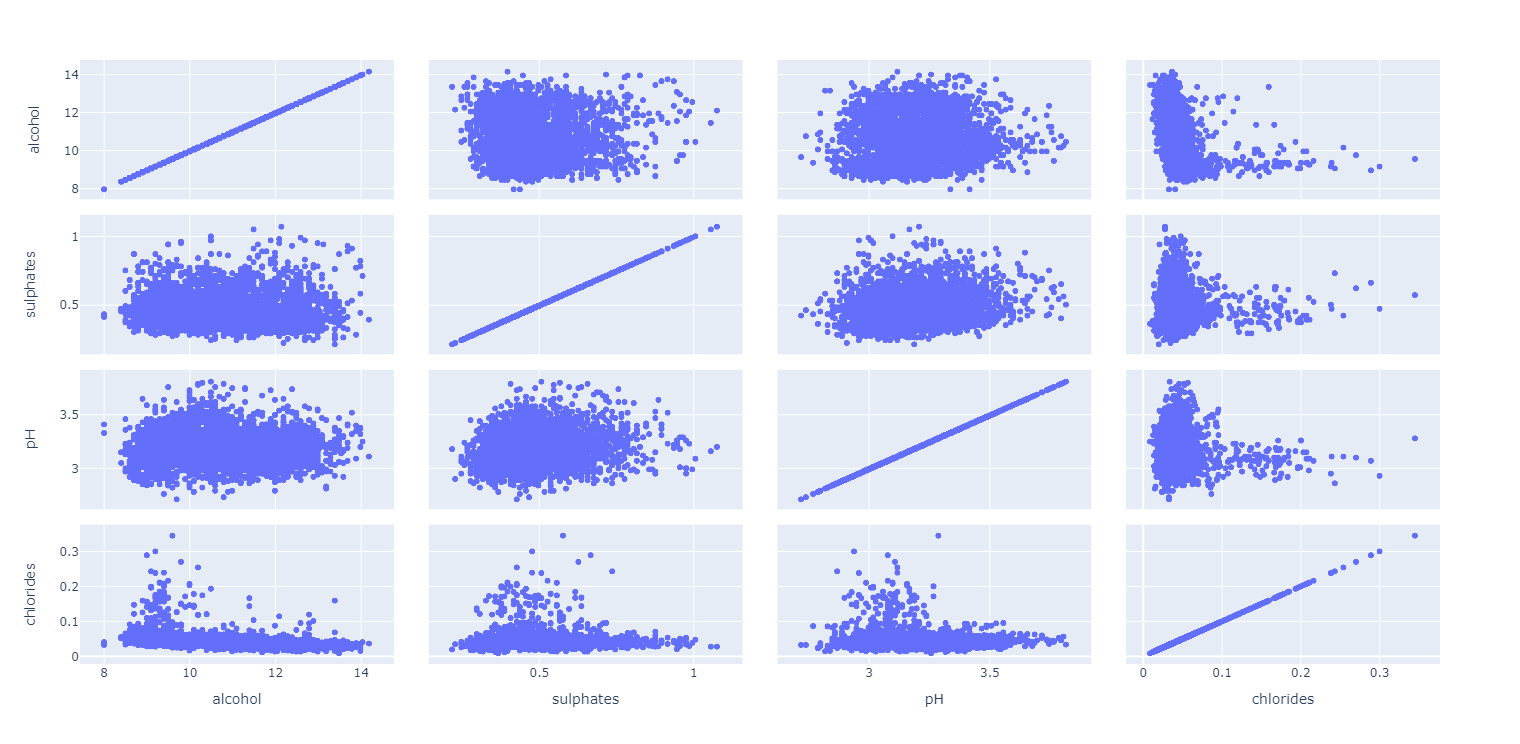 alcohol
14
12
10
8
sulphates
1
0.5
pH
3.5
3
chlorides
0.3
0.2
0.1
0
8 10 12 14 0.5 1 3 3.5 0 0.1 0.2 0.3
alcohol sulphates pH chlorides